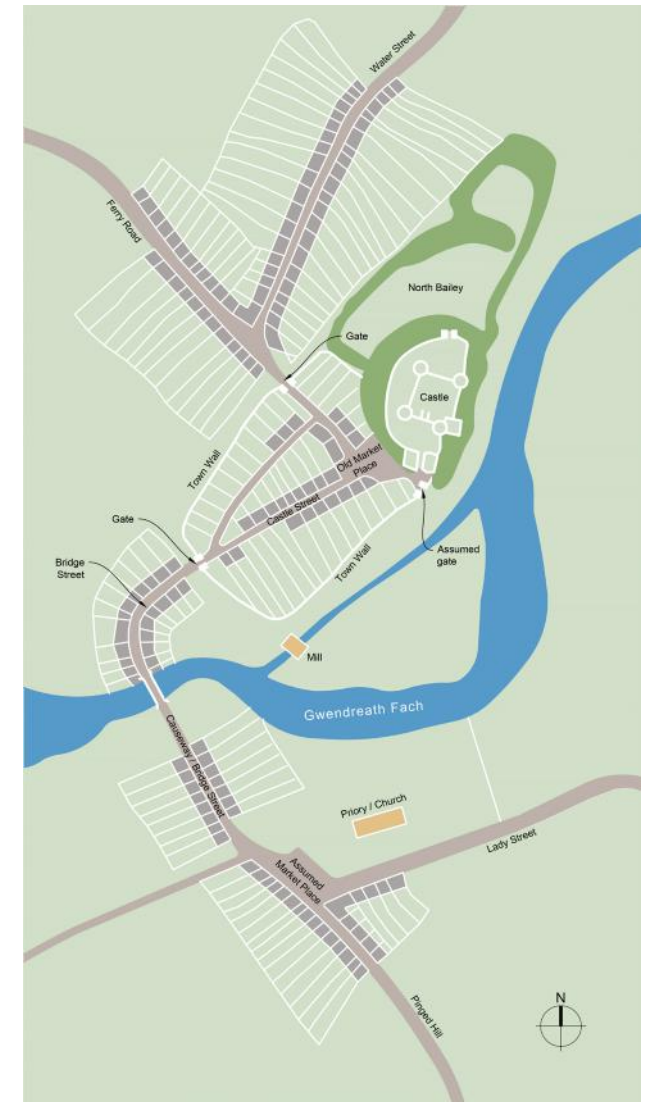 Water Street
Ferry Road
North Bailey
Gate
Castle
Town Wall
Old Market
Place
Castle Street
Gate
Town Wall
Assumed
gate
Bridge
Street
Mill
Gwendreath Fach
Causeway / Bridge Street
Priory / Church
Lady Street
Assumed
Market Place
Pinged Hill
N